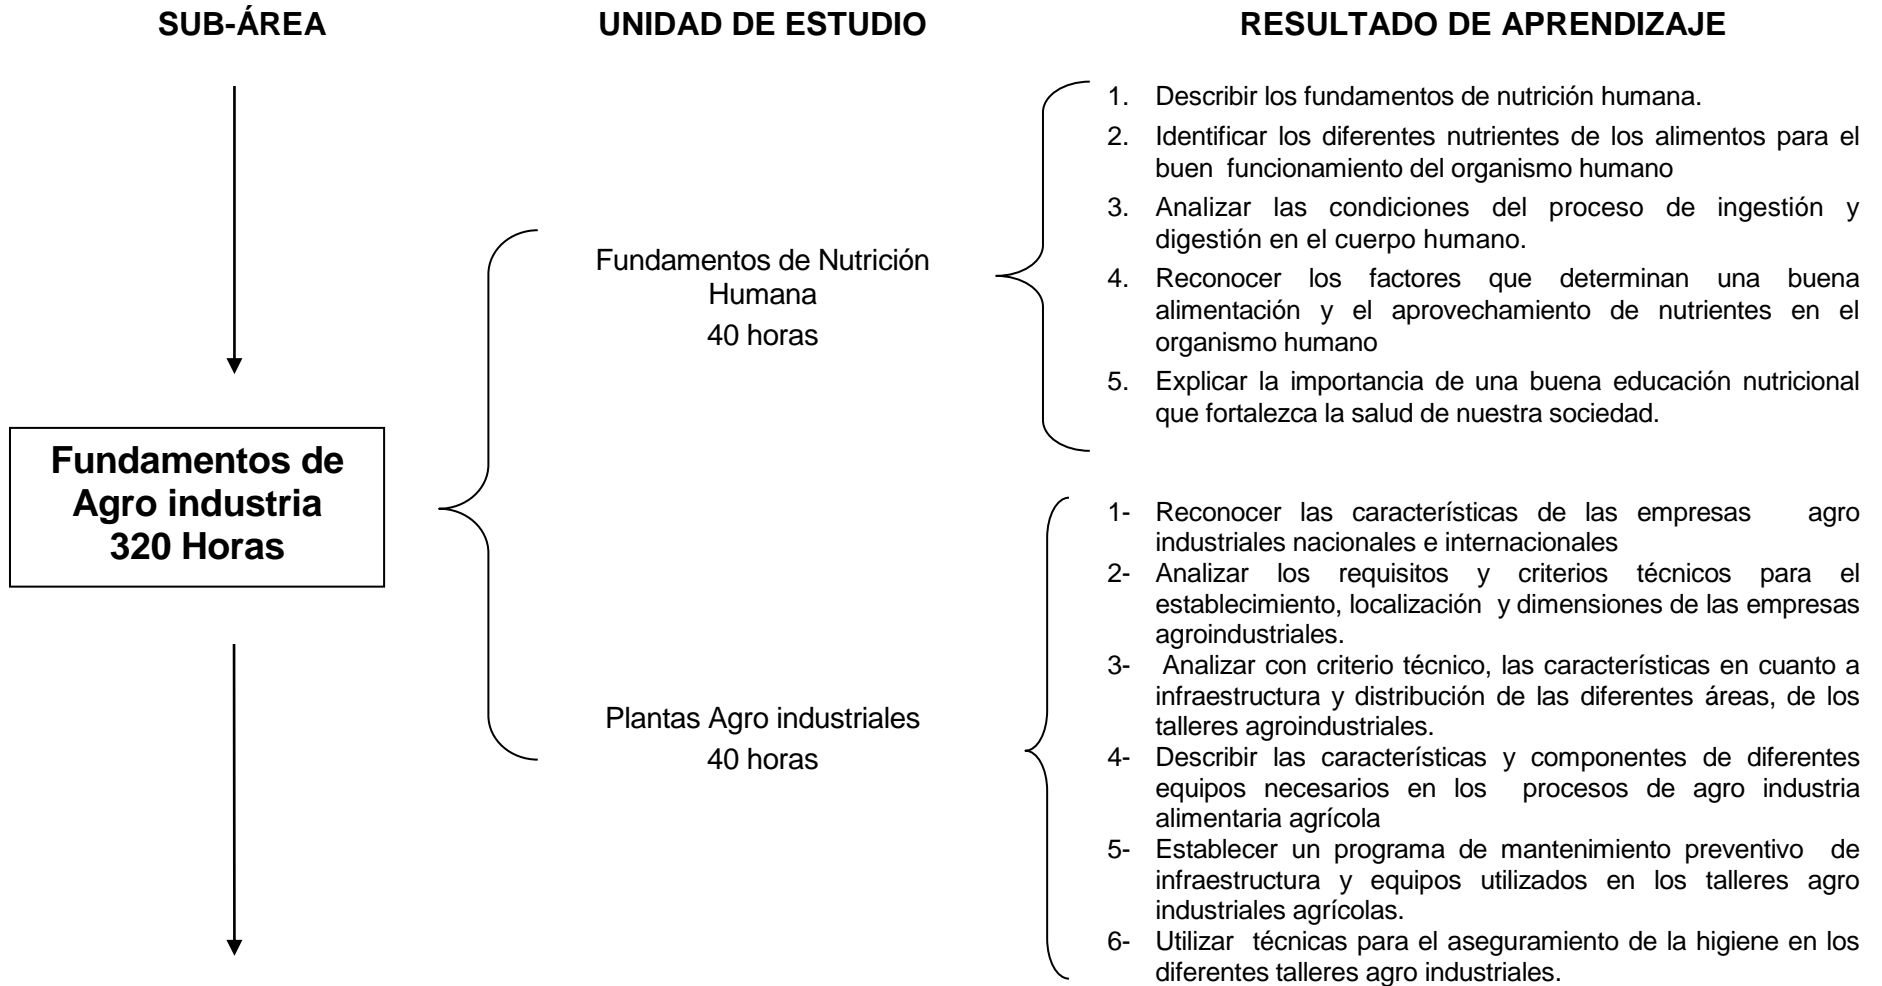 SUB-ÁREA
UNIDAD DE ESTUDIO
RESULTADO DE APRENDIZAJE
Fundamentos de
Agro industria
320 Horas
Fundamentos de Nutrición
Humana
40 horas
1. Describir los fundamentos de nutrición humana.
2. Identificar los diferentes nutrientes de los alimentos para el
buen funcionamiento del organismo humano
3. Analizar las condiciones del proceso de ingestión y
digestión en el cuerpo humano.
4. Reconocer los factores que determinan una buena
alimentación y el aprovechamiento de nutrientes en el
organismo humano
5. Explicar la importancia de una buena educación nutricional
que fortalezca la salud de nuestra sociedad.
Plantas Agro industriales
40 horas
1- Reconocer las características de las empresas agro
industriales nacionales e internacionales
2- Analizar los requisitos y criterios técnicos para el
establecimiento, localización y dimensiones de las empresas
agroindustriales.
3- Analizar con criterio técnico, las características en cuanto a
infraestructura y distribución de las diferentes áreas, de los
talleres agroindustriales.
4- Describir las características y componentes de diferentes
equipos necesarios en los procesos de agro industria
alimentaria agrícola
5- Establecer un programa de mantenimiento preventivo de
infraestructura y equipos utilizados en los talleres agro
industriales agrícolas.
6- Utilizar técnicas para el aseguramiento de la higiene en los
diferentes talleres agro industriales.